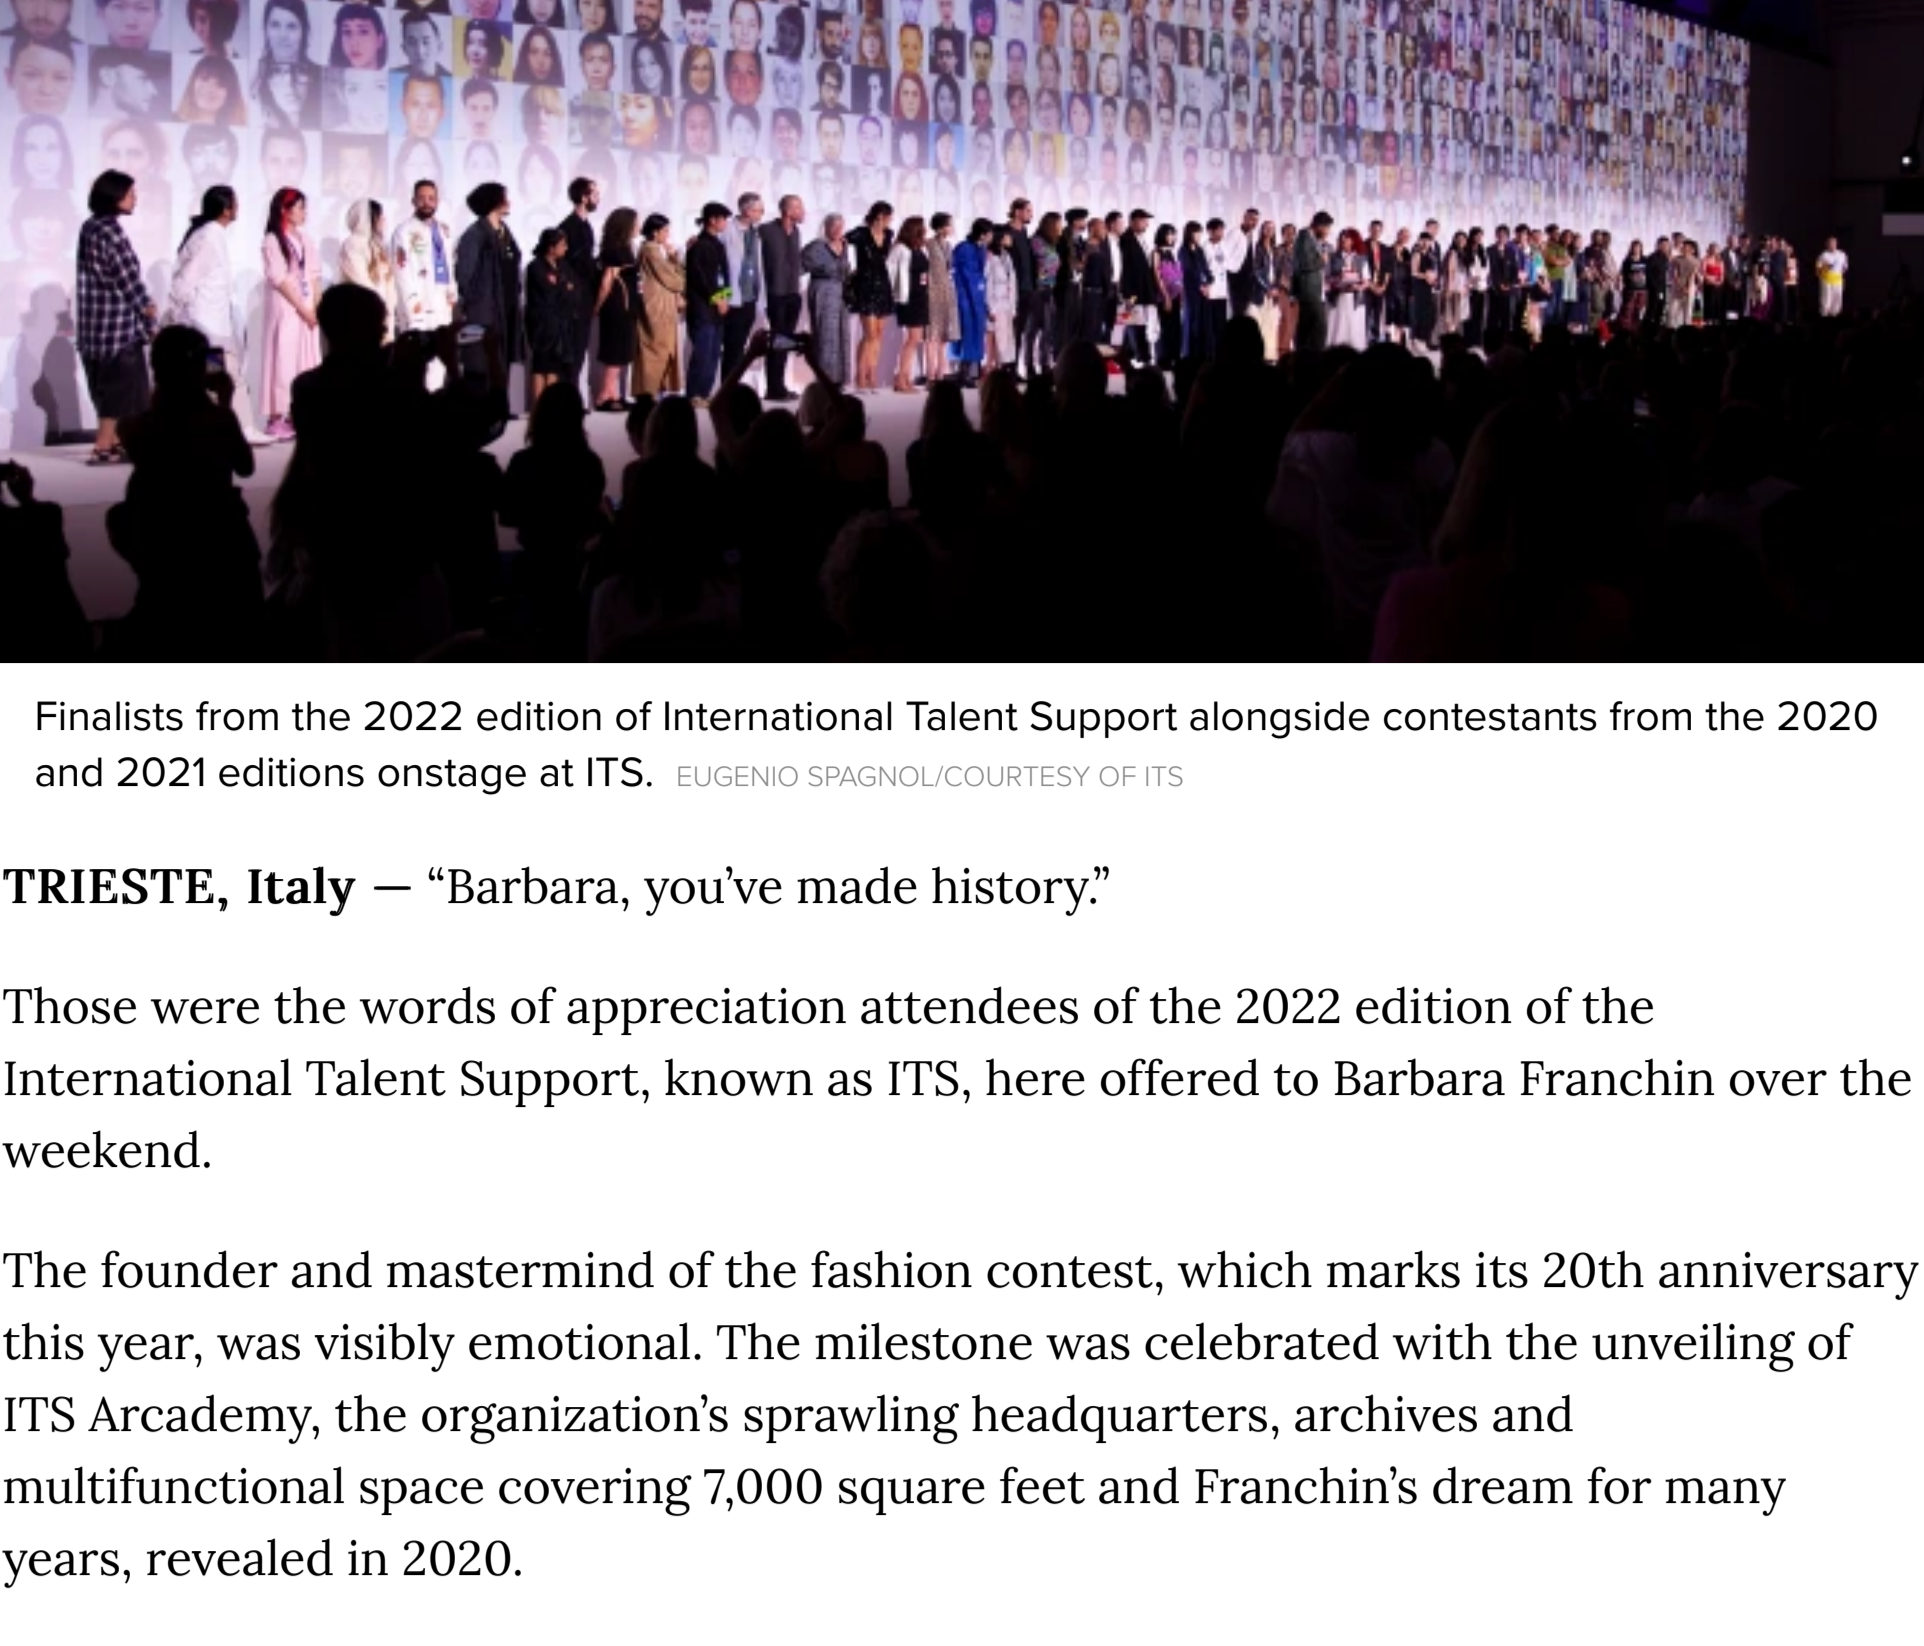 Finalists from the 2022 edition of International Talent Support alongside contestants from the 2020
and 2021 editions onstage at ITS. EUGENIO SPAGNOL/COURTESY OF ITS
TRIESTE, Italy — “Barbara, you’ve made history.”
Those were the words of appreciation attendees of the 2022 edition of the
International Talent Support, known as ITS, here offered to Barbara Franchin over the
weekend.
The founder and mastermind of the fashion contest, which marks its 20th anniversary
this year, was visibly emotional. The milestone was celebrated with the unveiling of
ITS Arcademy, the organization’s sprawling headquarters, archives and
multifunctional space covering 7,000 square feet and Franchin’s dream for many
years, revealed in 2020.